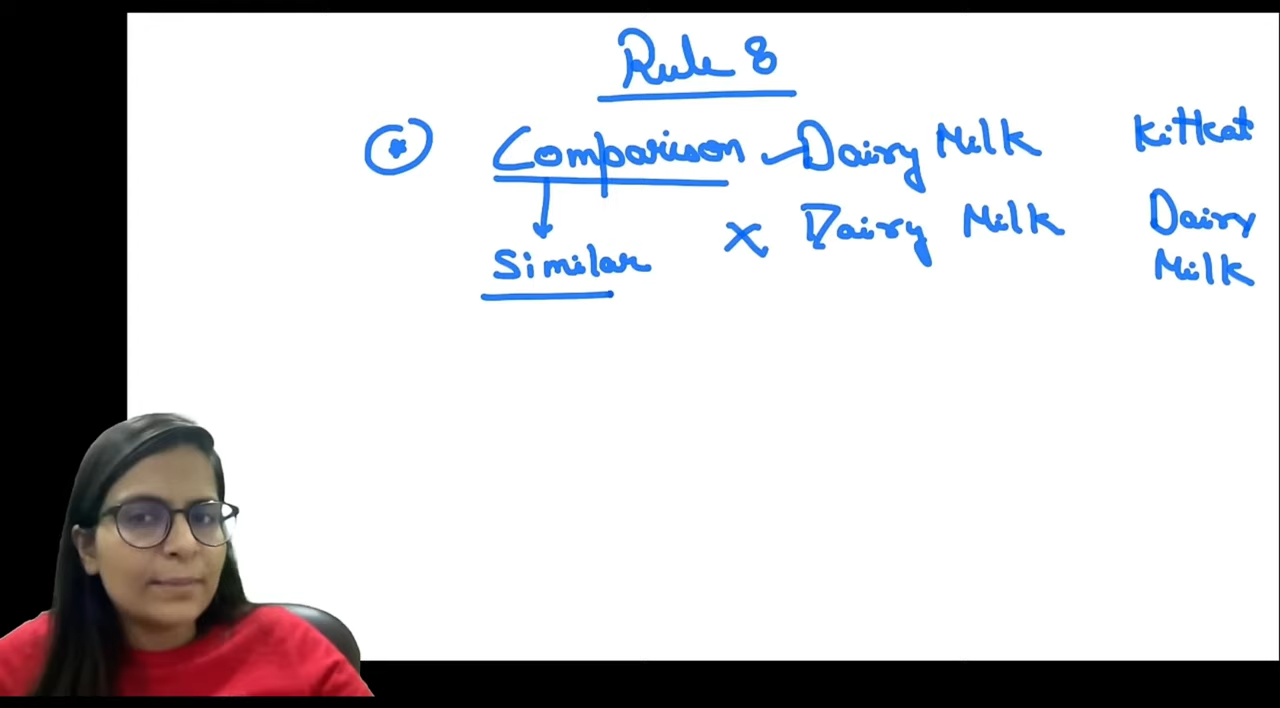 Rule 8
* Comparison ✓ Dairy Milk Kitkat
Similar × Dairy Milk Dairy
Milk